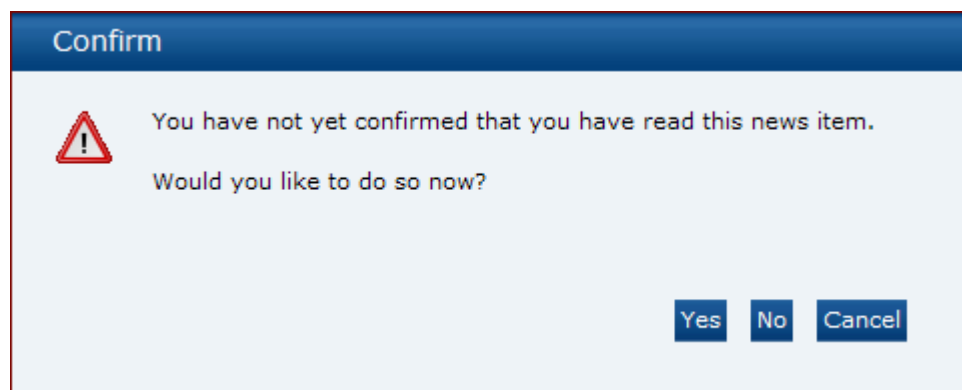 Confirm
You have not yet confirmed that you have read this news item.
Would you like to do so now?
Yes No Cancel